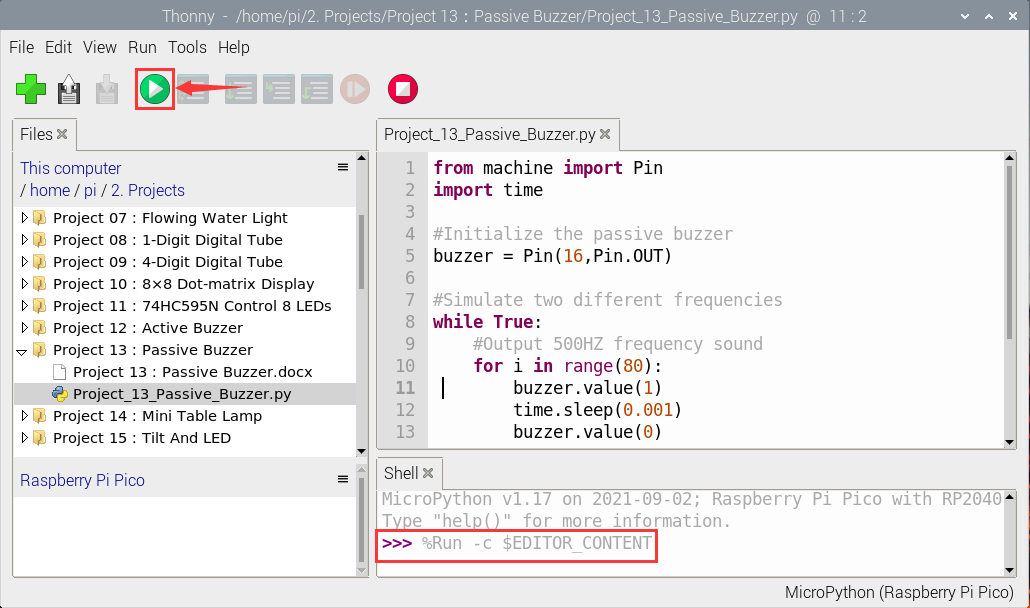 Thonny - /home/pi/2. Projects/Project 13 : Passive Buzzer/Project_13_Passive_Buzzer.py @ 11 : 2
File Edit View Run Tools Help
Files
This computer
/ home / pi / 2. Projects
Project 07 : Flowing Water Light
Project 08 : 1-Digit Digital Tube
Project 09 : 4-Digit Digital Tube
Project 10 : 8×8 Dot-matrix Display
Project 11 : 74HC595N Control 8 LEDs
Project 12 : Active Buzzer
Project 13 : Passive Buzzer
Project 13 : Passive Buzzer.docx
Project_13_Passive_Buzzer.py
Project 14 : Mini Table Lamp
Project 15 : Tilt And LED
Raspberry Pi Pico
Project_13_Passive_Buzzer.py
1 from machine import Pin
2 import time
3
4 #Initialize the passive buzzer
5 buzzer = Pin(16,Pin.OUT)
6
7 #Simulate two different frequencies
8 while True:
9     #Output 500HZ frequency sound
10     for i in range(80):
11         buzzer.value(1)
12         time.sleep(0.001)
13         buzzer.value(0)
Shell
MicroPython v1.17 on 2021-09-02; Raspberry Pi Pico with RP2040
Type "help()" for more information.
>>> %Run -c $EDITOR_CONTENT
MicroPython (Raspberry Pi Pico)